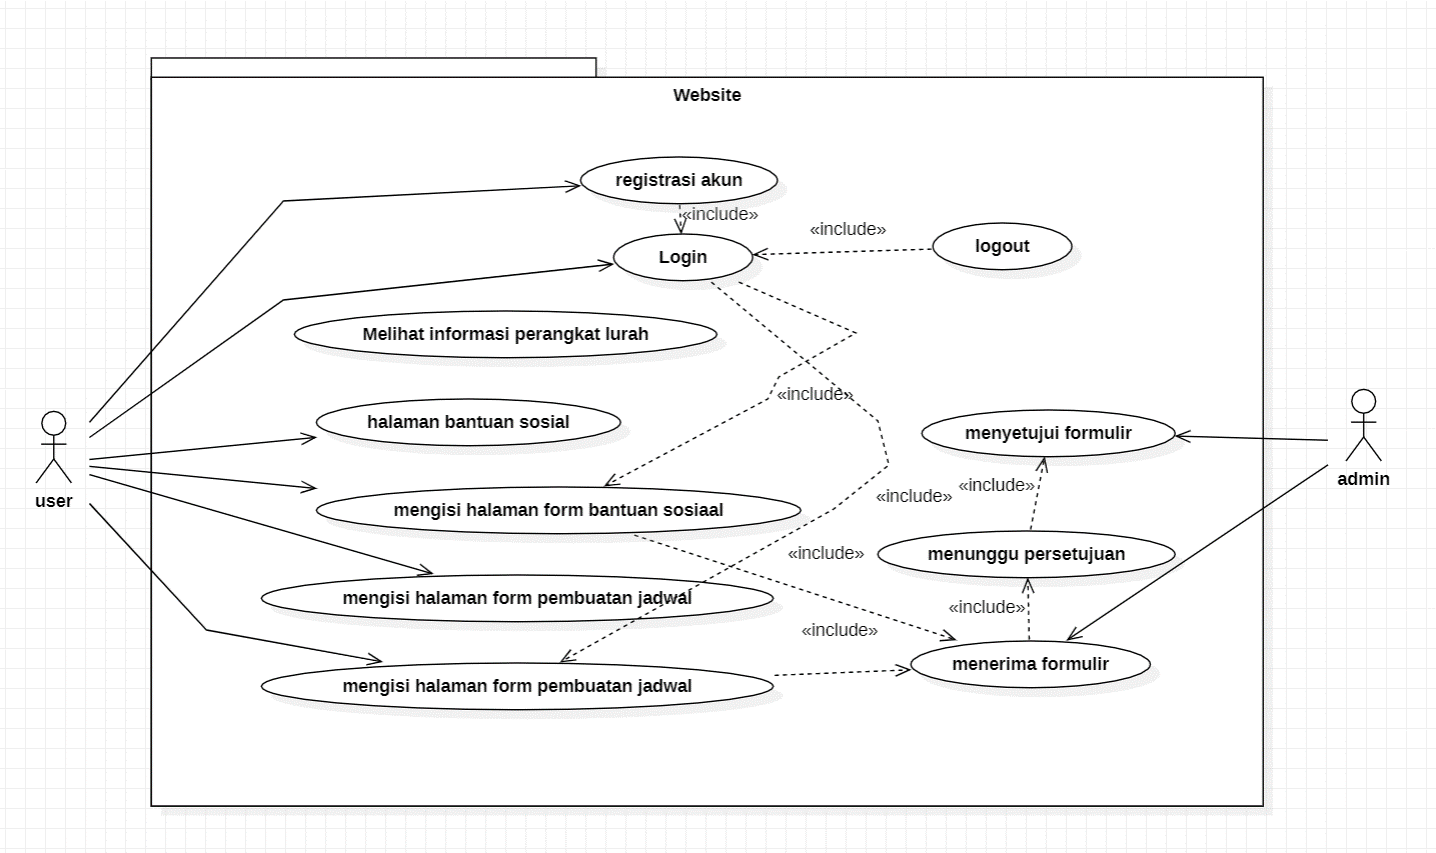 Website
registrasi akun
«include»
«include»
logout
Login
Melihat informasi perangkat lurah
«include»
halaman bantuan sosial
menyetujui formulir
user
admin
«include»
«include»
mengisi halaman form bantuan sosiaal
«include»
menunggu persetujuan
mengisi halaman form pembuatan jadwal
«include»
«include»
menerima formulir
mengisi halaman form pembuatan jadwal